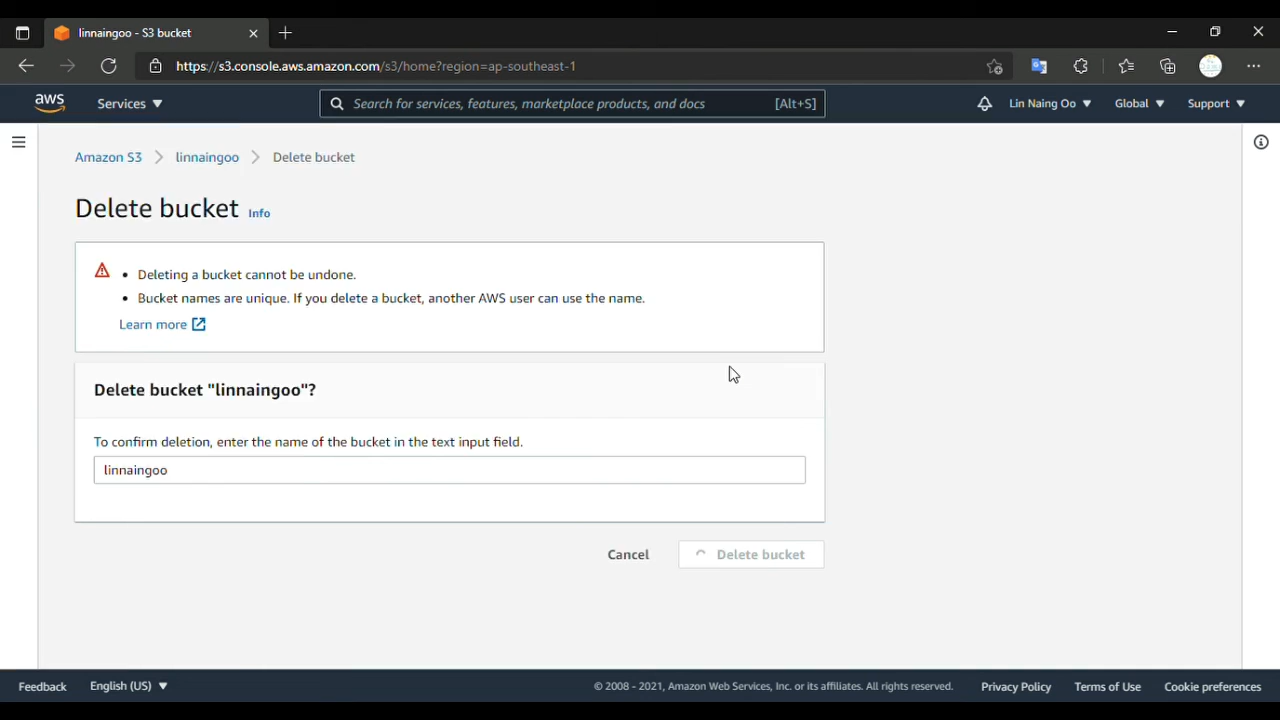 linnaingoo - S3 bucket
https://s3.console.aws.amazon.com/s3/home?region=ap-southeast-1
aws Services Search for services, features, marketplace products, and docs [Alt+S] Lin Naing Oo Global Support
Amazon S3 linnaingoo Delete bucket
Delete bucket Info
• Deleting a bucket cannot be undone.
• Bucket names are unique. If you delete a bucket, another AWS user can use the name.
Learn more
Delete bucket "linnaingoo"?
To confirm deletion, enter the name of the bucket in the text input field.
linnaingoo
Cancel Delete bucket
Feedback English (US) © 2008 - 2021, Amazon Web Services, Inc. or its affiliates. All rights reserved. Privacy Policy Terms of Use Cookie preferences